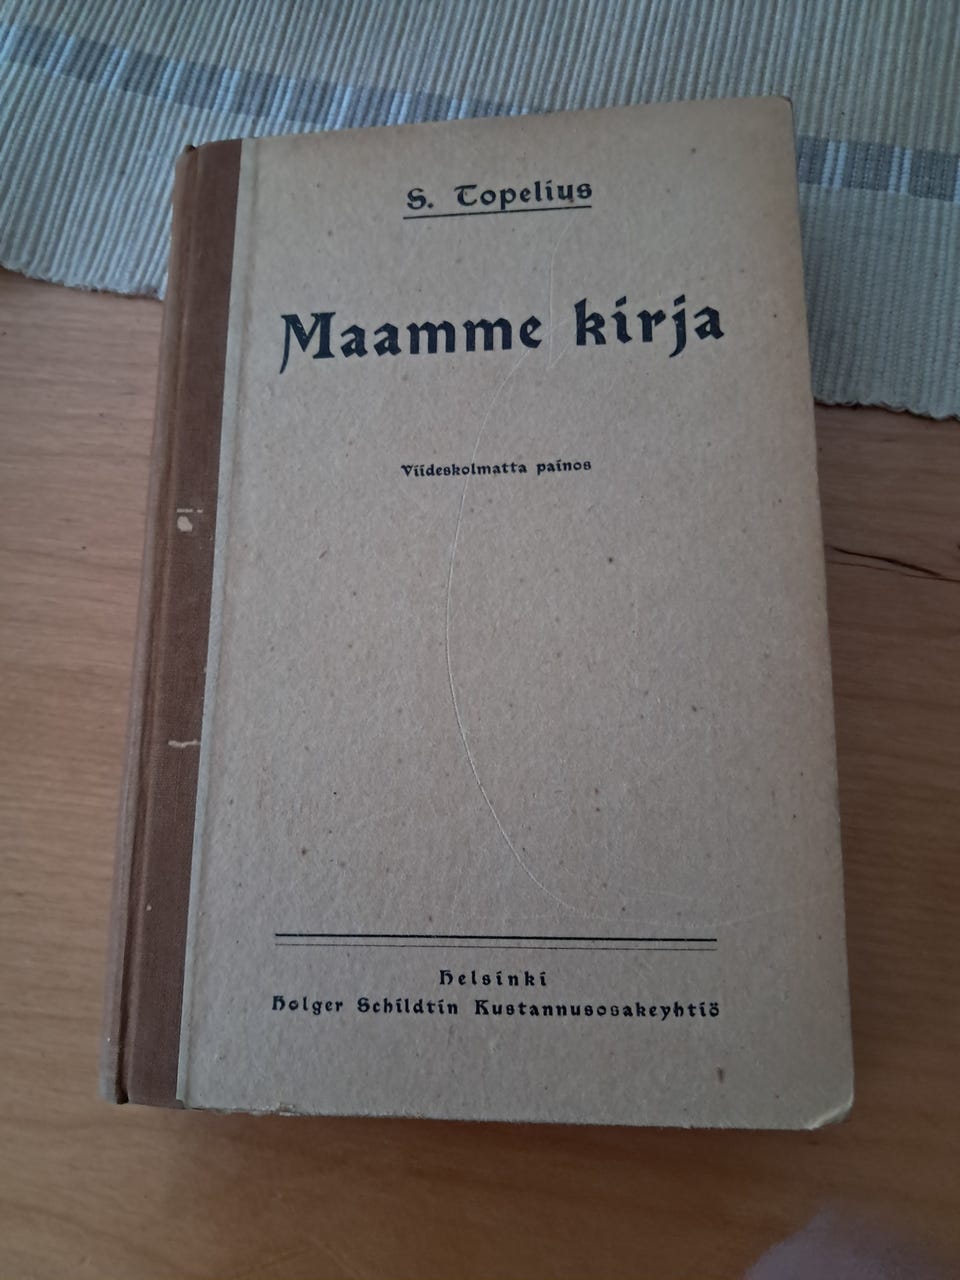 S. Topelius
Maamme kirja
Viideskolmatta painos
Helsinki
Holger Schildtin Kustannusosakeyhtiö